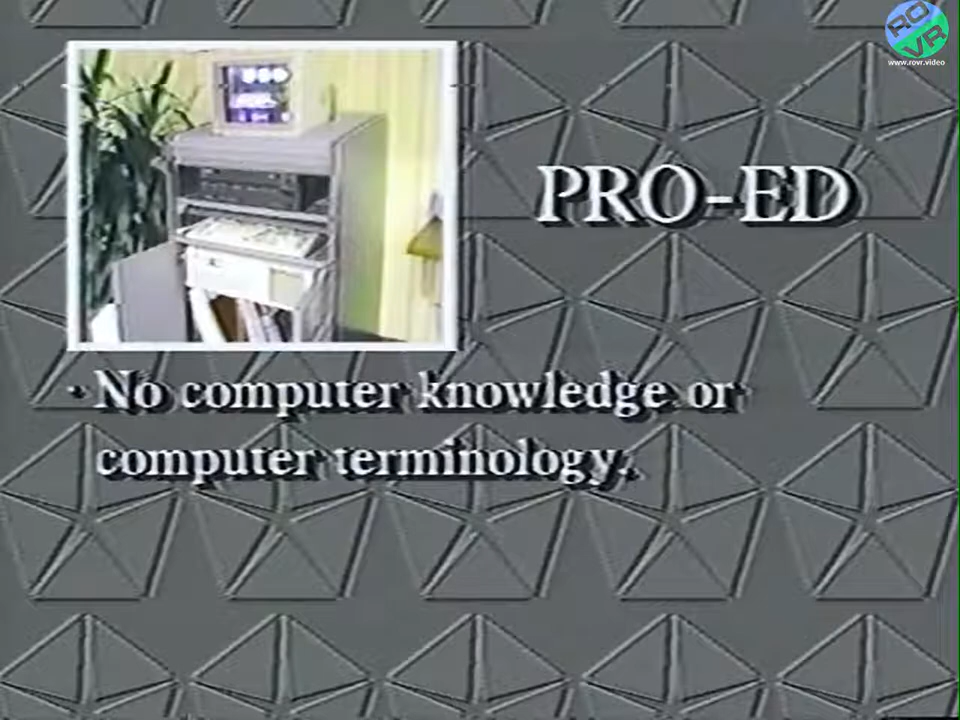 RO
VR
www.rovr.video
PRO-ED
· No computer knowledge or
computer terminology.